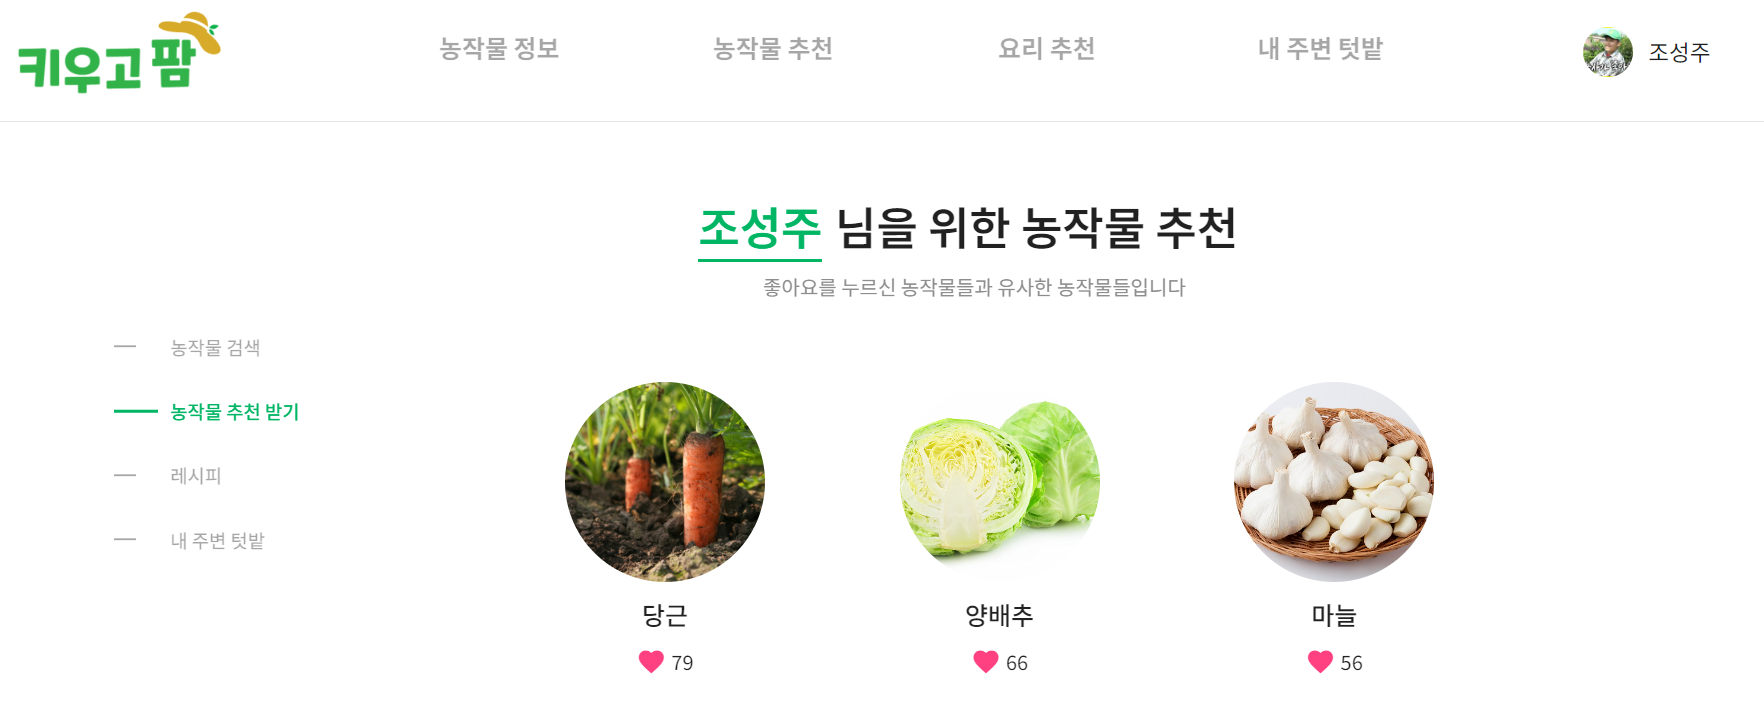 키우고 팜
농작물 정보
농작물 추천
요리 추천
내 주변 텃밭
조성주
조성주 님을 위한 농작물 추천
좋아요를 누르신 농작물들과 유사한 농작물들입니다
농작물 검색
농작물 추천 받기
레시피
내 주변 텃밭
당근
양배추
마늘
79
66
56